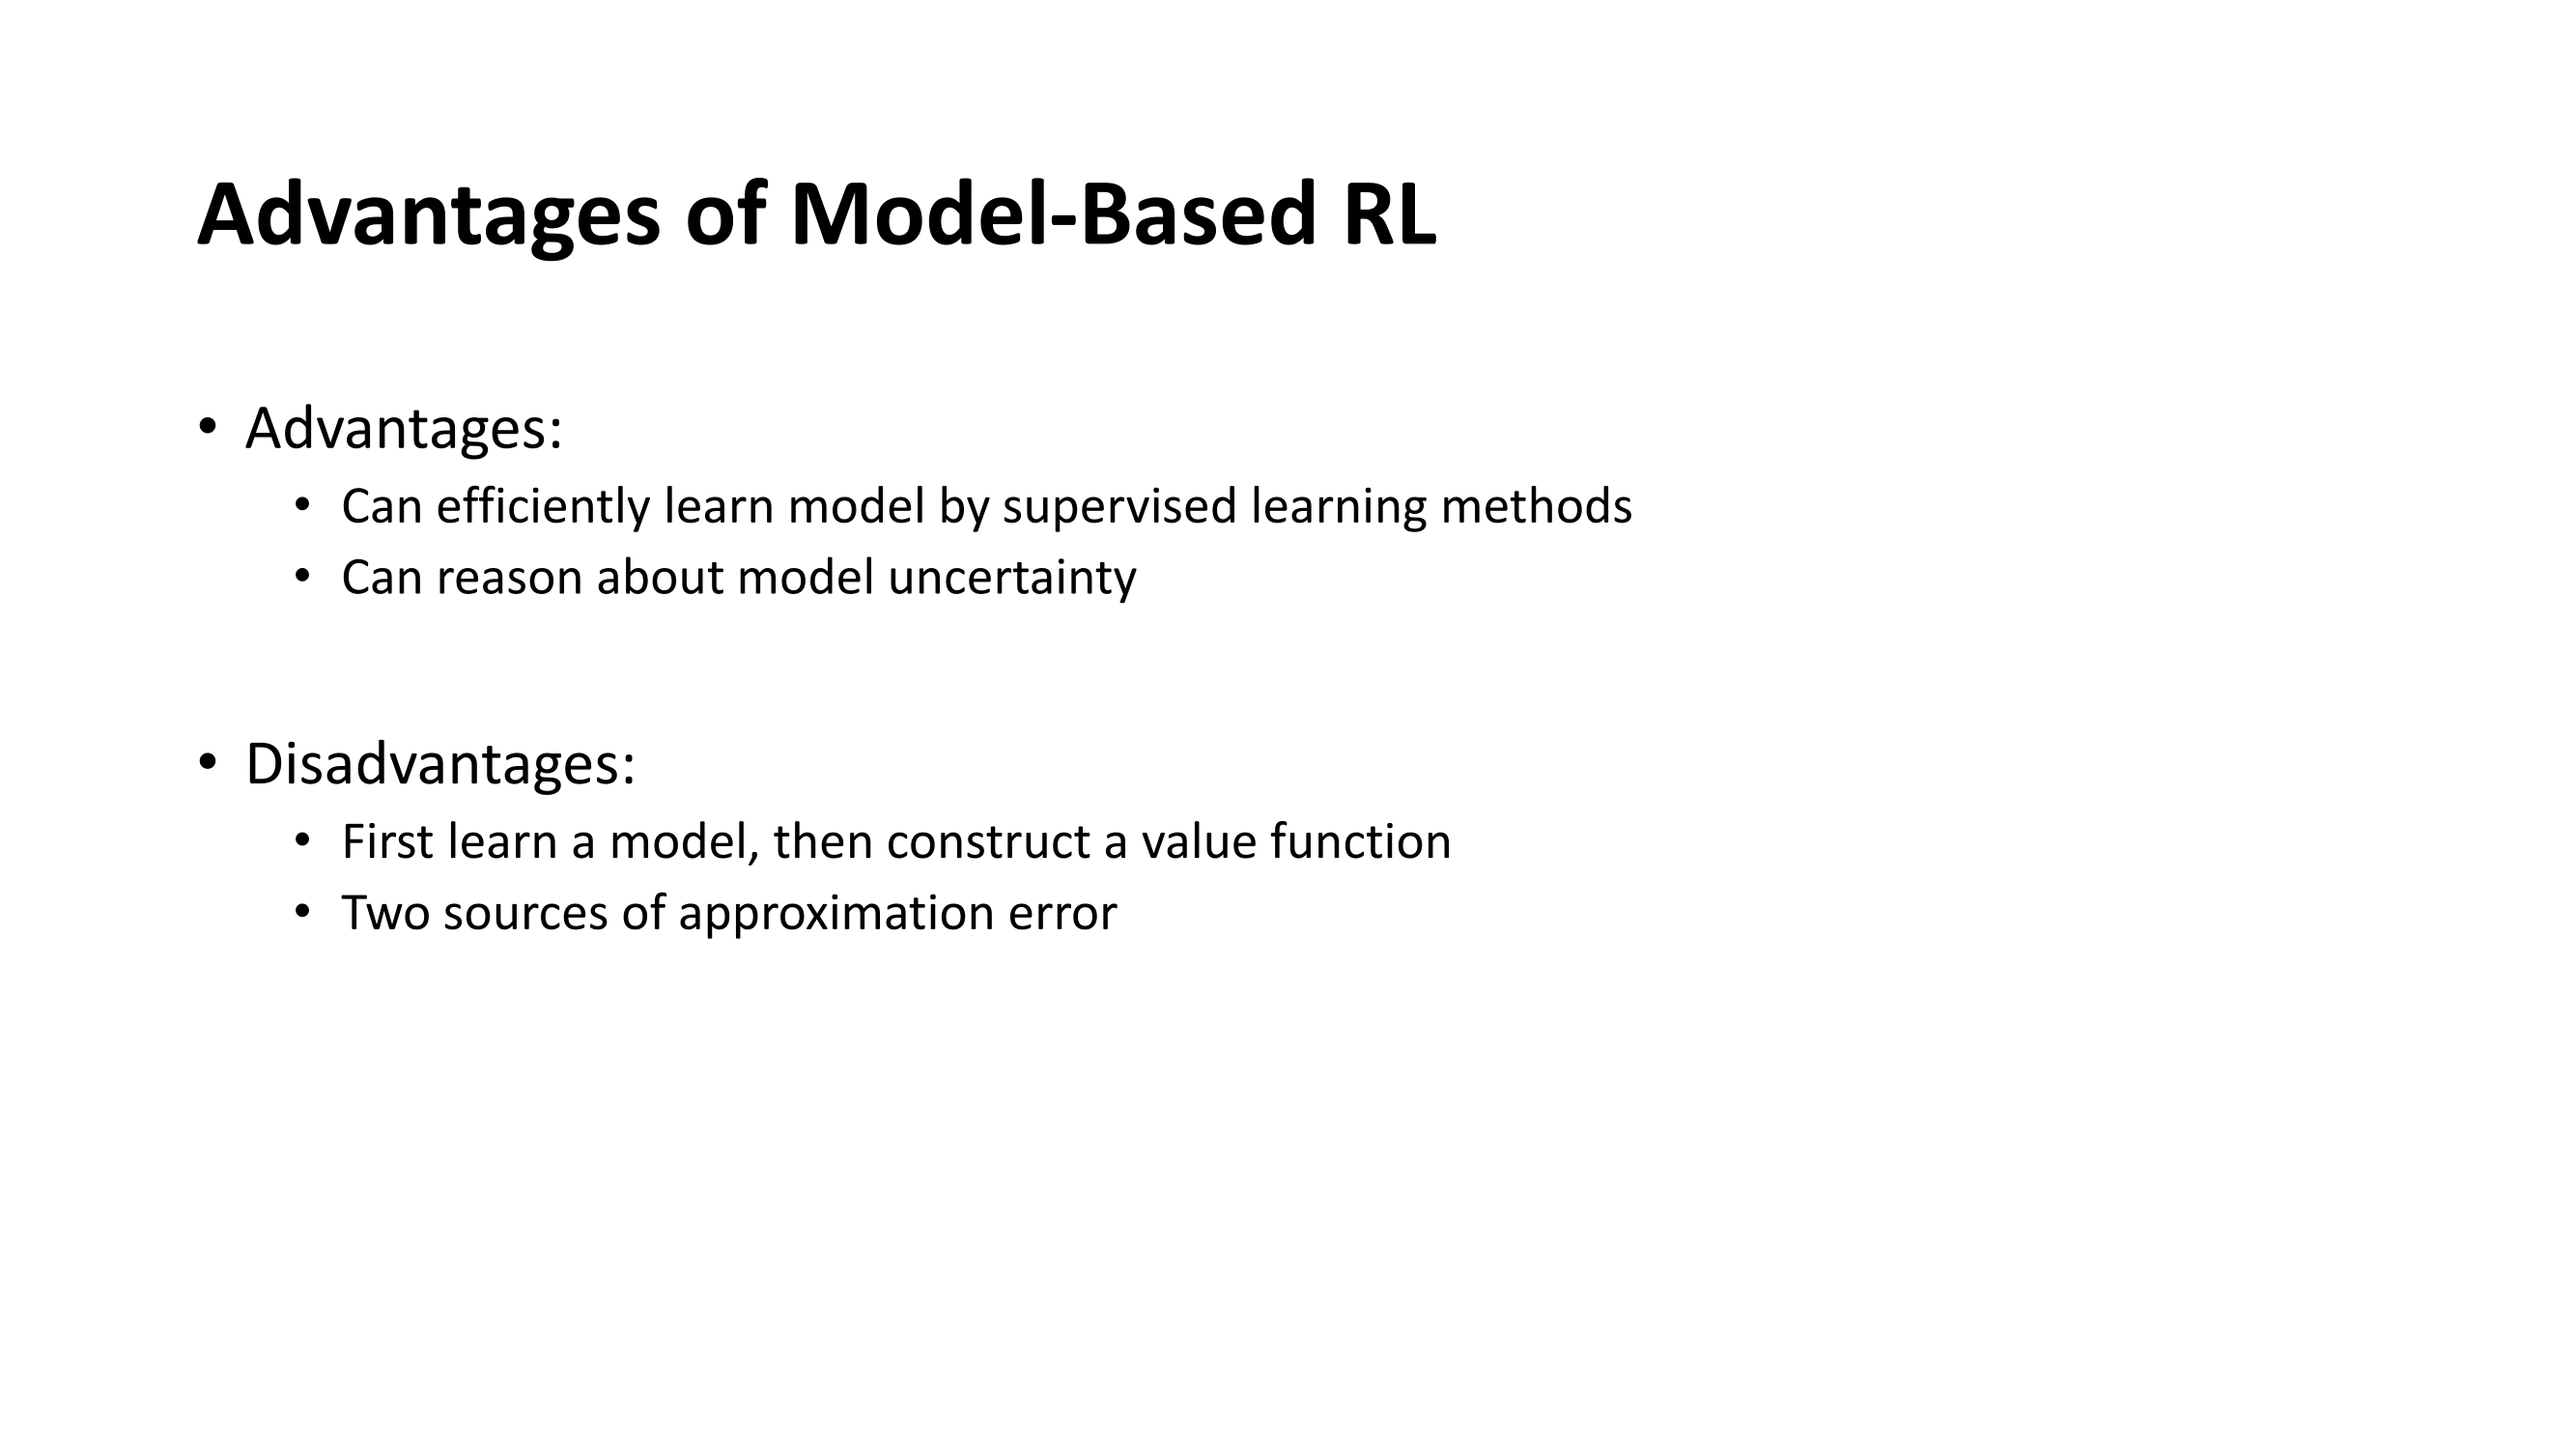 Advantages of Model-Based RL
• Advantages:
• Can efficiently learn model by supervised learning methods
• Can reason about model uncertainty
• Disadvantages:
• First learn a model, then construct a value function
• Two sources of approximation error